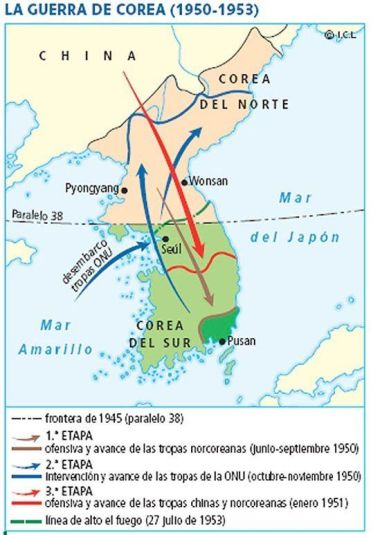 LA GUERRA DE COREA (1950-1953)
© I.C.L.
CHINA
COREA
DEL NORTE
Pyongyang
Wonsan
Paralelo 38
Mar
del Japón
desembarco
tropas ONU
Seúl
Mar
Amarillo
COREA
DEL SUR
Pusan
frontera de 1945 (paralelo 38)
1.ª ETAPA
ofensiva y avance de las tropas norcoreanas (junio-septiembre 1950)
2.ª ETAPA
intervención y avance de las tropas de la ONU (octubre-noviembre 1950)
3.ª ETAPA
ofensiva y avance de las tropas chinas y norcoreanas (enero 1951)
línea de alto el fuego (27 julio de 1953)